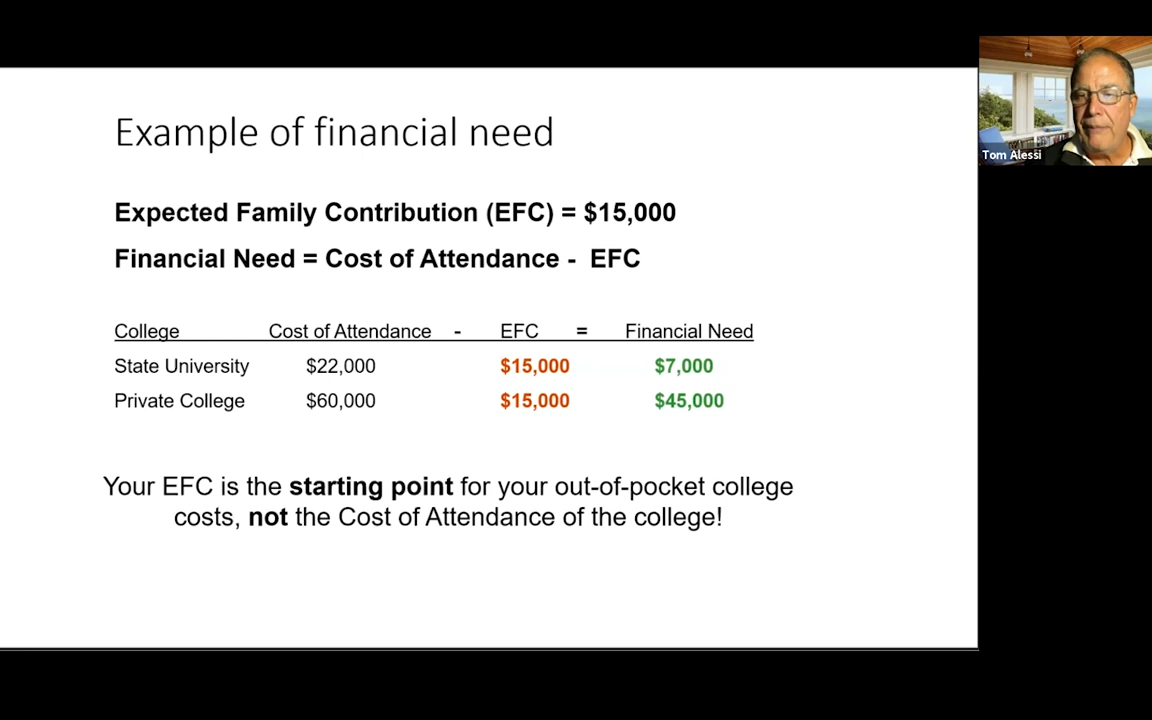 Example of financial need
Expected Family Contribution (EFC) = $15,000
Financial Need = Cost of Attendance - EFC
College Cost of Attendance - EFC = Financial Need
State University $22,000 $15,000 $7,000
Private College $60,000 $15,000 $45,000
Your EFC is the starting point for your out-of-pocket college
costs, not the Cost of Attendance of the college!
Tom Alessi